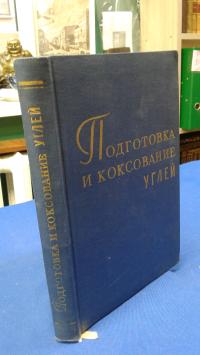 Подготовка
и коксование
углей
Подготовка и коксование углей